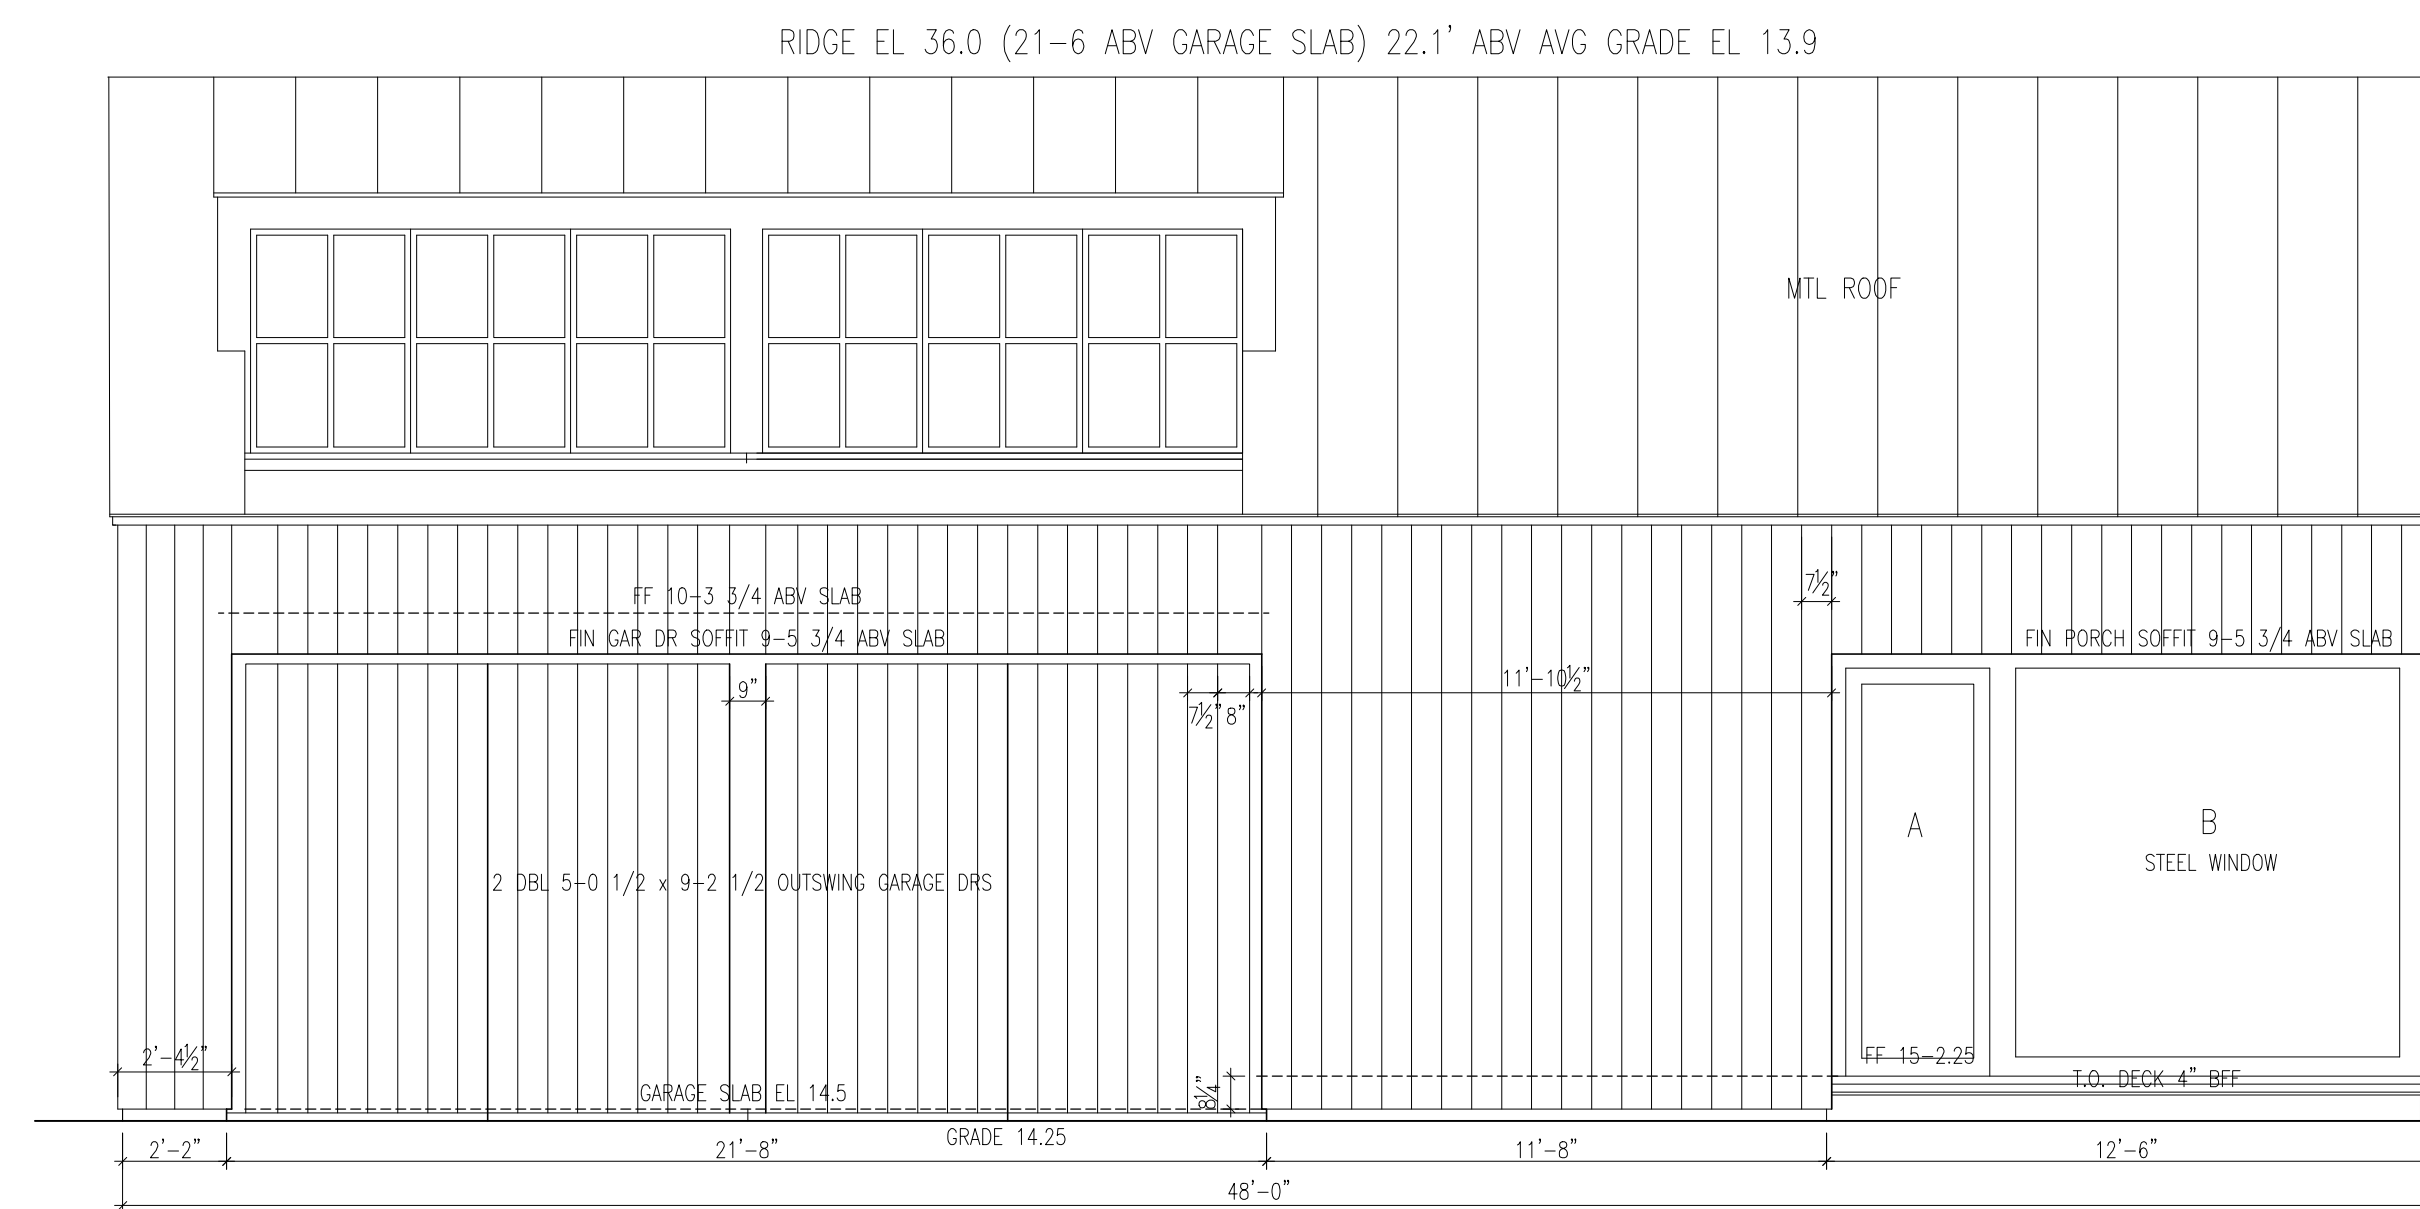 RIDGE EL 36.0 (21-6 ABV GARAGE SLAB) 22.1' ABV AVG GRADE EL 13.9
MTL ROOF
7½"
FF 10-3 3/4 ABV SLAB
FIN GAR DR SOFFIT 9-5 3/4 ABV SLAB
FIN PORCH SOFFIT 9-5 3/4 ABV SLAB
9"
11'-10½"
7½" 8"
A
B
STEEL WINDOW
2 DBL 5-0 1/2 x 9-2 1/2 OUTSWING GARAGE DRS
2'-4½"
FF 15-2.25
T.O. DECK 4" BFF
8¼"
GARAGE SLAB EL 14.5
GRADE 14.25
2'-2"
21'-8"
11'-8"
12'-6"
48'-0"